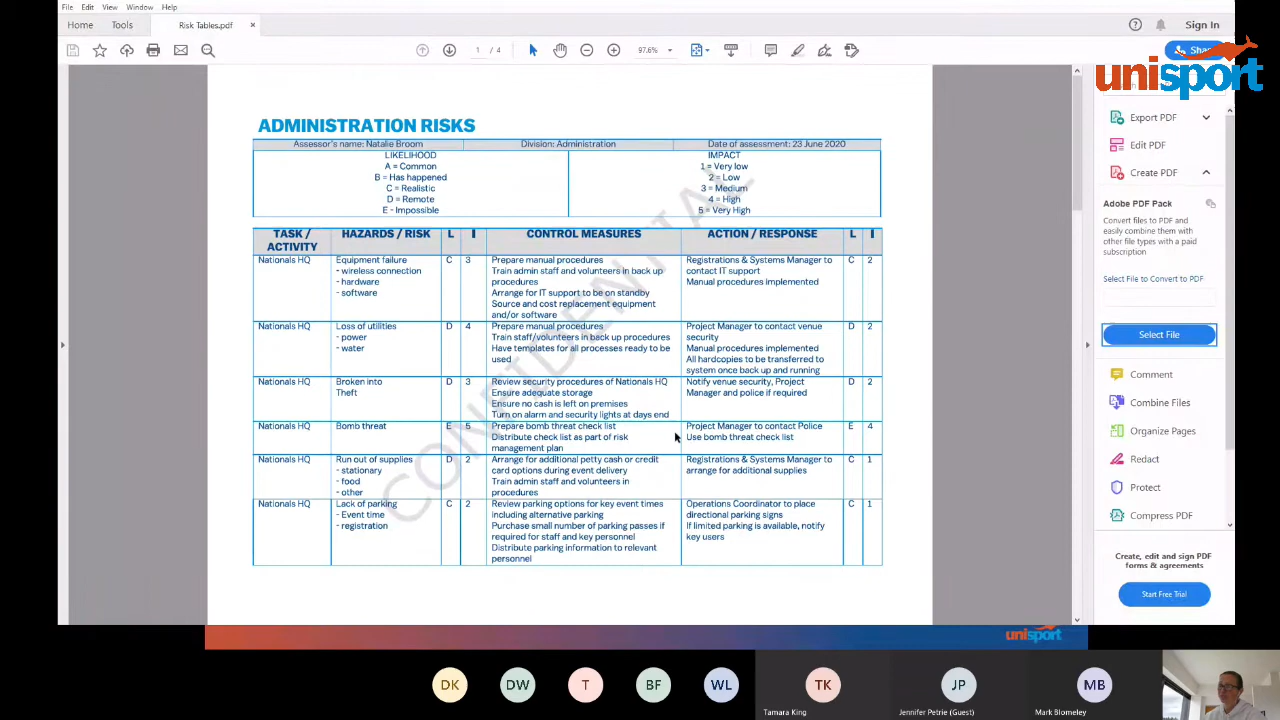 File Edit View Window Help
Home Tools Risk Tables.pdf × Sign In
1 / 4 97.6% Sha
unisport
ADMINISTRATION RISKS
Assessor's name: Natalie Broom Division: Administration Date of assessment: 23 June 2020
LIKELIHOOD IMPACT
A = Common 1 = Very low
B = Has happened 2 = Low
C = Realistic 3 = Medium
D = Remote 4 = High
E - Impossible 5 = Very High
TASK / ACTIVITY HAZARDS / RISK L I CONTROL MEASURES ACTION / RESPONSE L I
Nationals HQ Equipment failure C 3 Prepare manual procedures Registrations & Systems Manager to C 2
- wireless connection Train admin staff and volunteers in back up contact IT support
- hardware procedures Manual procedures implemented
- software Arrange for IT support to be on standby
Source and cost replacement equipment
and/or software
Nationals HQ Loss of utilities D 4 Prepare manual procedures Project Manager to contact venue D 2
- power Train staff/volunteers in back up procedures security
- water Have templates for all processes ready to be Manual procedures implemented
used All hardcopies to be transferred to
system once back up and running
Nationals HQ Broken into D 3 Review security procedures of Nationals HQ Notify venue security, Project D 2
Theft Ensure adequate storage Manager and police if required
Ensure no cash is left on premises
Turn on alarm and security lights at days end
Nationals HQ Bomb threat E 5 Prepare bomb threat check list Project Manager to contact Police E 4
Distribute check list as part of risk Use bomb threat check list
management plan
Nationals HQ Run out of supplies D 2 Arrange for additional petty cash or credit Registrations & Systems Manager to C 1
- stationary card options during event delivery arrange for additional supplies
- food Train admin staff and volunteers in
- other procedures
Nationals HQ Lack of parking C 2 Review parking options for key event times Operations Coordinator to place C 1
- Event time including alternative parking directional parking signs
- registration Purchase small number of parking passes if If limited parking is available, notify
required for staff and key personnel key users
Distribute parking information to relevant
personnel
CONFIDENTAL
Export PDF
Edit PDF
Create PDF
Adobe PDF Pack
Convert files to PDF and
easily combine them with
other file types with a paid
subscription
Select File to Convert to PDF
Select File
Comment
Combine Files
Organize Pages
Redact
Protect
Compress PDF
Create, edit and sign PDF
forms & agreements
Start Free Trial
unisport
DK DW T BF WL TK JP MB
Tamara King Jennifer Petrie (Guest) Mark Blomeley